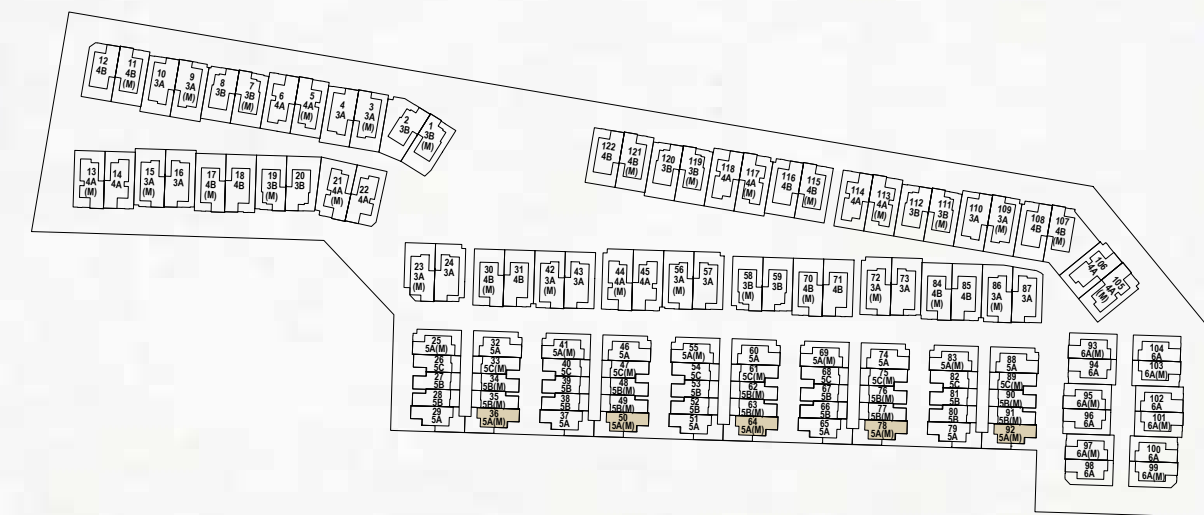 12
4B
11
4B
(M)
10
3A
9
3A
(M)
8
3B
7
3B
(M)
6
4A
5
4A
(M)
4
3A
3
3A
(M)
2
3B
1
3B
(M)
13
4A
(M)
14
4A
15
3A
(M)
16
3A
17
4B
(M)
18
4B
19
3B
(M)
20
3B
21
4A
(M)
22
4A
122
4B
121
4B
(M)
120
3B
119
3B
(M)
118
4A
117
4A
(M)
116
4B
115
4B
(M)
114
4A
113
4A
(M)
112
3B
111
3B
(M)
110
3A
109
3A
(M)
108
4B
107
4B
(M)
106
4A
105
4A
(M)
23
3A
(M)
24
3A
30
4B
(M)
31
4B
42
3A
(M)
43
3A
44
4A
(M)
45
4A
56
3A
(M)
57
3A
58
3B
(M)
59
3B
70
4B
(M)
71
4B
72
3A
(M)
73
3A
84
4B
(M)
85
4B
86
3A
(M)
87
3A
25
5A(M)
26
5C
27
5B
28
5B
29
5A
32
5A
33
5C(M)
34
5B(M)
35
5B(M)
36
5A(M)
41
5A(M)
40
5C
39
5B
38
5B
37
5A
46
5A
47
5C(M)
48
5B(M)
49
5B(M)
50
5A(M)
55
5A(M)
54
5C
53
5B
52
5B
51
5A
60
5A
61
5C(M)
62
5B(M)
63
5B(M)
64
5A(M)
69
5A(M)
68
5C
67
5B
66
5B
65
5A
74
5A
75
5C(M)
76
5B(M)
77
5B(M)
78
5A(M)
83
5A(M)
82
5C
81
5B
80
5B
79
5A
88
5A
89
5C(M)
90
5B(M)
91
5B(M)
92
5A(M)
93
6A(M)
94
6A
95
6A(M)
96
6A
97
6A(M)
98
6A
104
6A
103
6A(M)
102
6A
101
6A(M)
100
6A
99
6A(M)